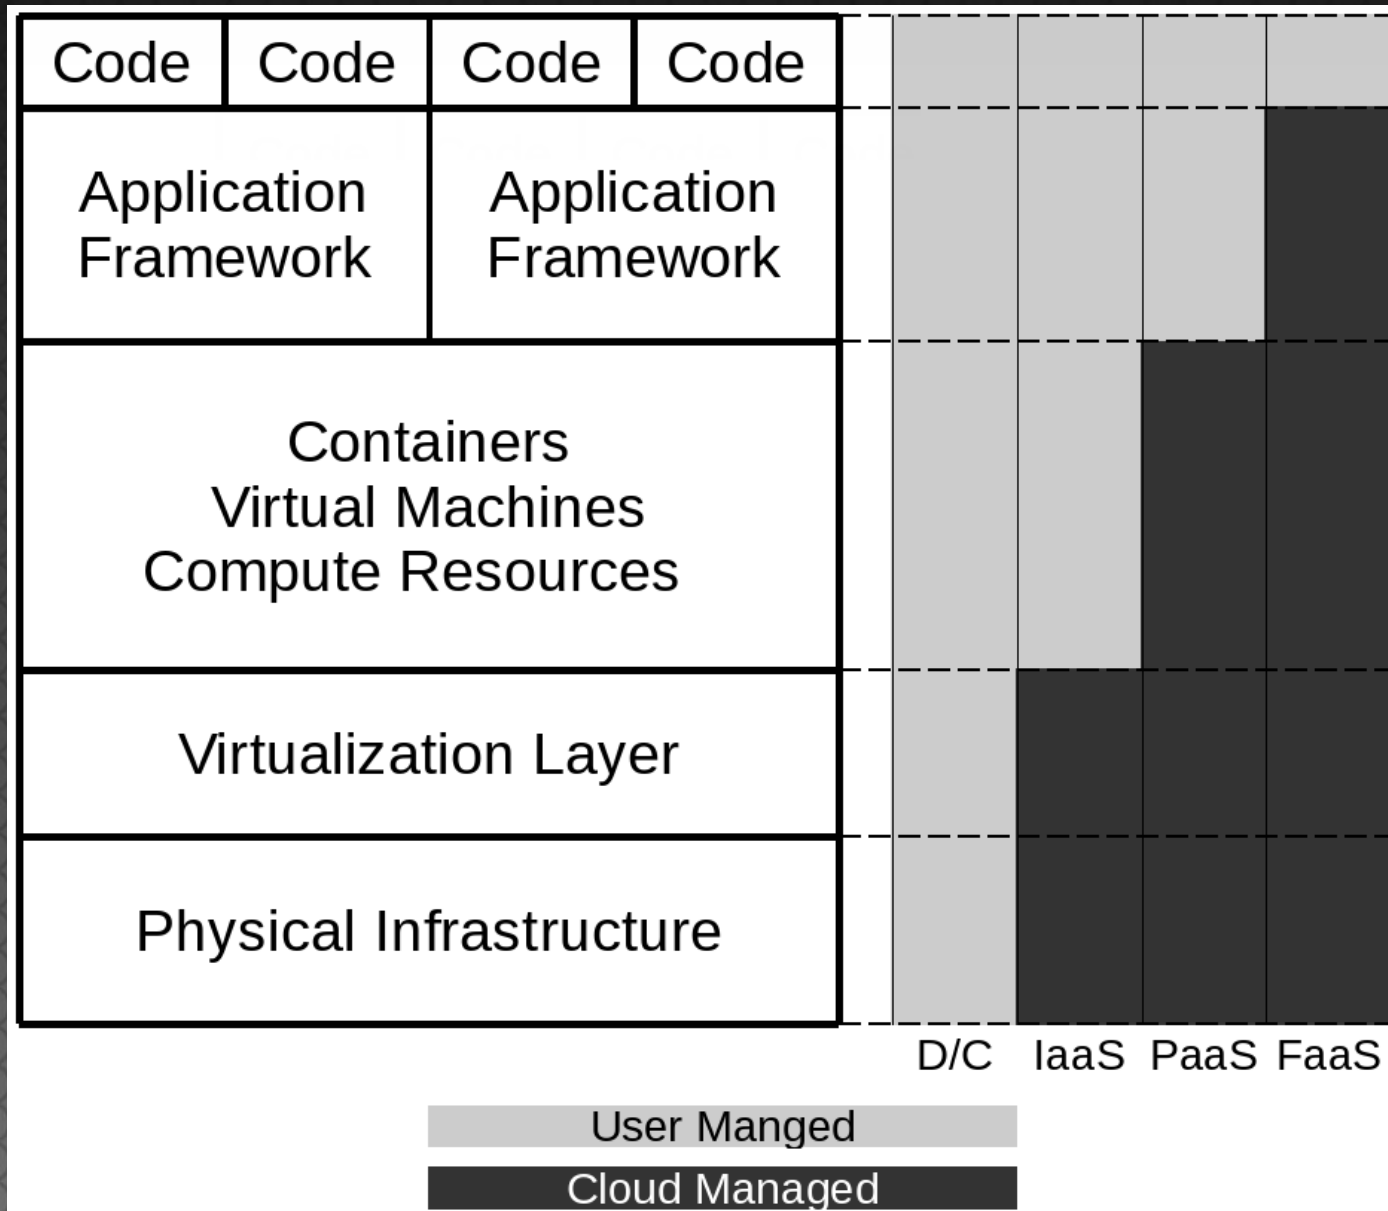 Code Code Code Code
Application Application
Framework Framework
Containers
Virtual Machines
Compute Resources
Virtualization Layer
Physical Infrastructure
D/C IaaS PaaS FaaS
User Manged
Cloud Managed